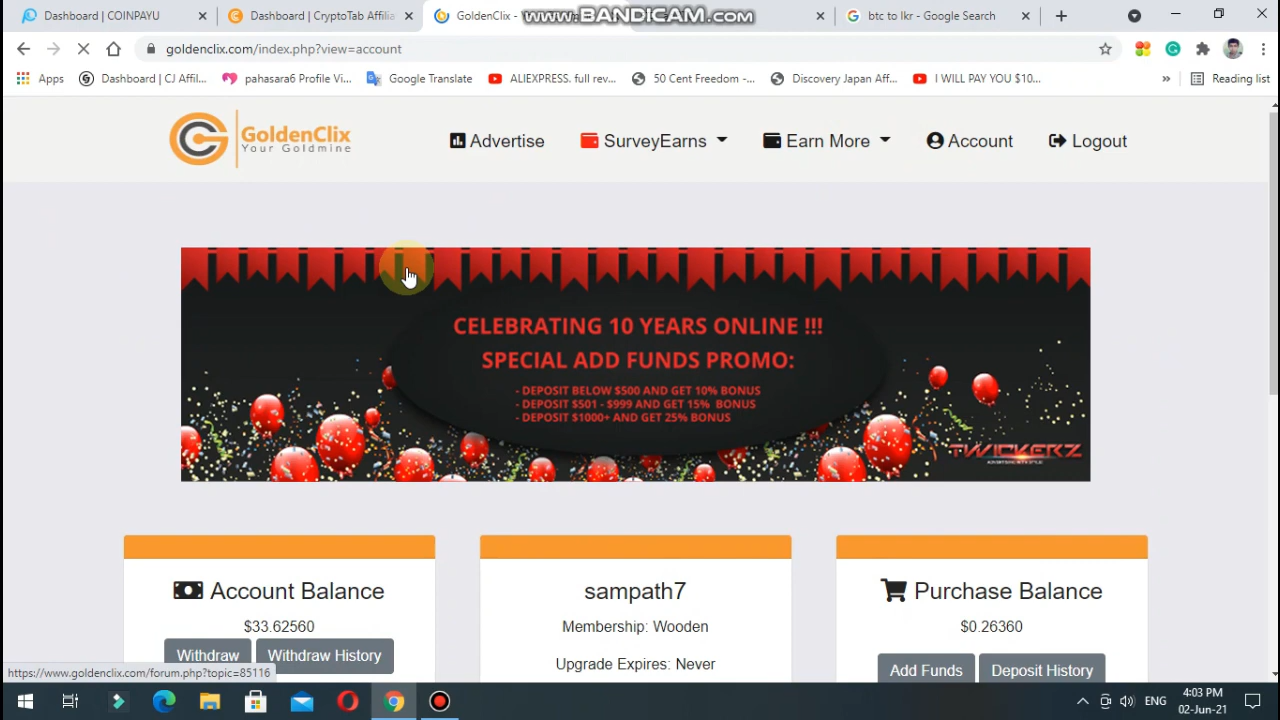 Dashboard | COINPAYU
Dashboard | CryptoTab Affilia
GoldenClix -
www.BANDICAM.com
btc to lkr - Google Search
goldenclix.com/index.php?view=account
Apps
Dashboard | CJ Affil...
pahasara6 Profile Vi...
Google Translate
ALIEXPRESS. full rev...
50 Cent Freedom -...
Discovery Japan Aff...
I WILL PAY YOU $10...
»
Reading list
GoldenClix
Your Goldmine
Advertise
SurveyEarns
Earn More
Account
Logout
CELEBRATING 10 YEARS ONLINE !!!
SPECIAL ADD FUNDS PROMO:
- DEPOSIT BELOW $500 AND GET 10% BONUS
- DEPOSIT $501 - $999 AND GET 15% BONUS
- DEPOSIT $1000+ AND GET 25% BONUS
TWICKERZ
Account Balance
$33.62560
Withdraw
Withdraw History
sampath7
Membership: Wooden
Upgrade Expires: Never
Purchase Balance
$0.26360
Add Funds
Deposit History
https://www.goldenclix.com/forum.php?topic=85116
ENG
4:03 PM
02-Jun-21